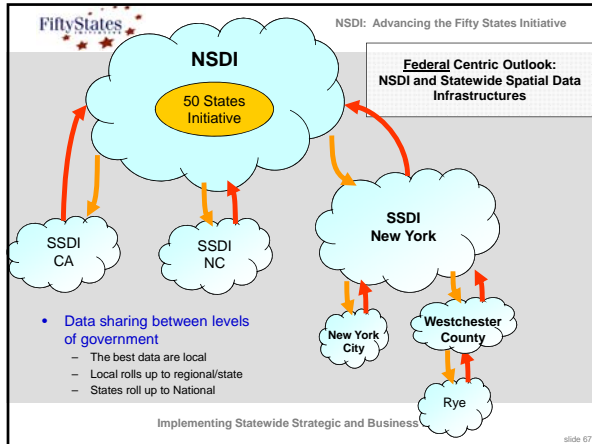 FiftyStates
INITIATIVE
NSDI: Advancing the Fifty States Initiative
NSDI
50 States
Initiative
Federal Centric Outlook:
NSDI and Statewide Spatial Data
Infrastructures
SSDI
CA
SSDI
NC
SSDI
New York
New York
City
Westchester
County
Rye
• Data sharing between levels
of government
– The best data are local
– Local rolls up to regional/state
– States roll up to National
Implementing Statewide Strategic and Business
slide 67